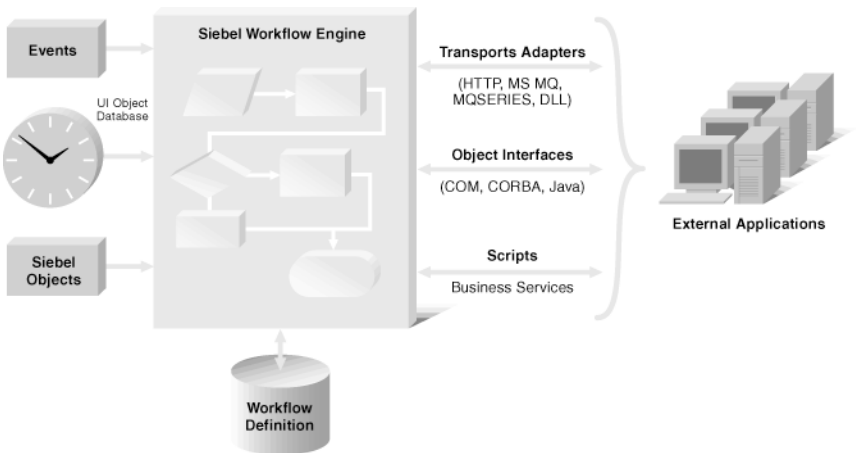 Events
UI Object
Database
Siebel
Objects
Siebel Workflow Engine
Workflow
Definition
Transports Adapters
(HTTP, MS MQ,
MQSERIES, DLL)
Object Interfaces
(COM, CORBA, Java)
Scripts
Business Services
External Applications